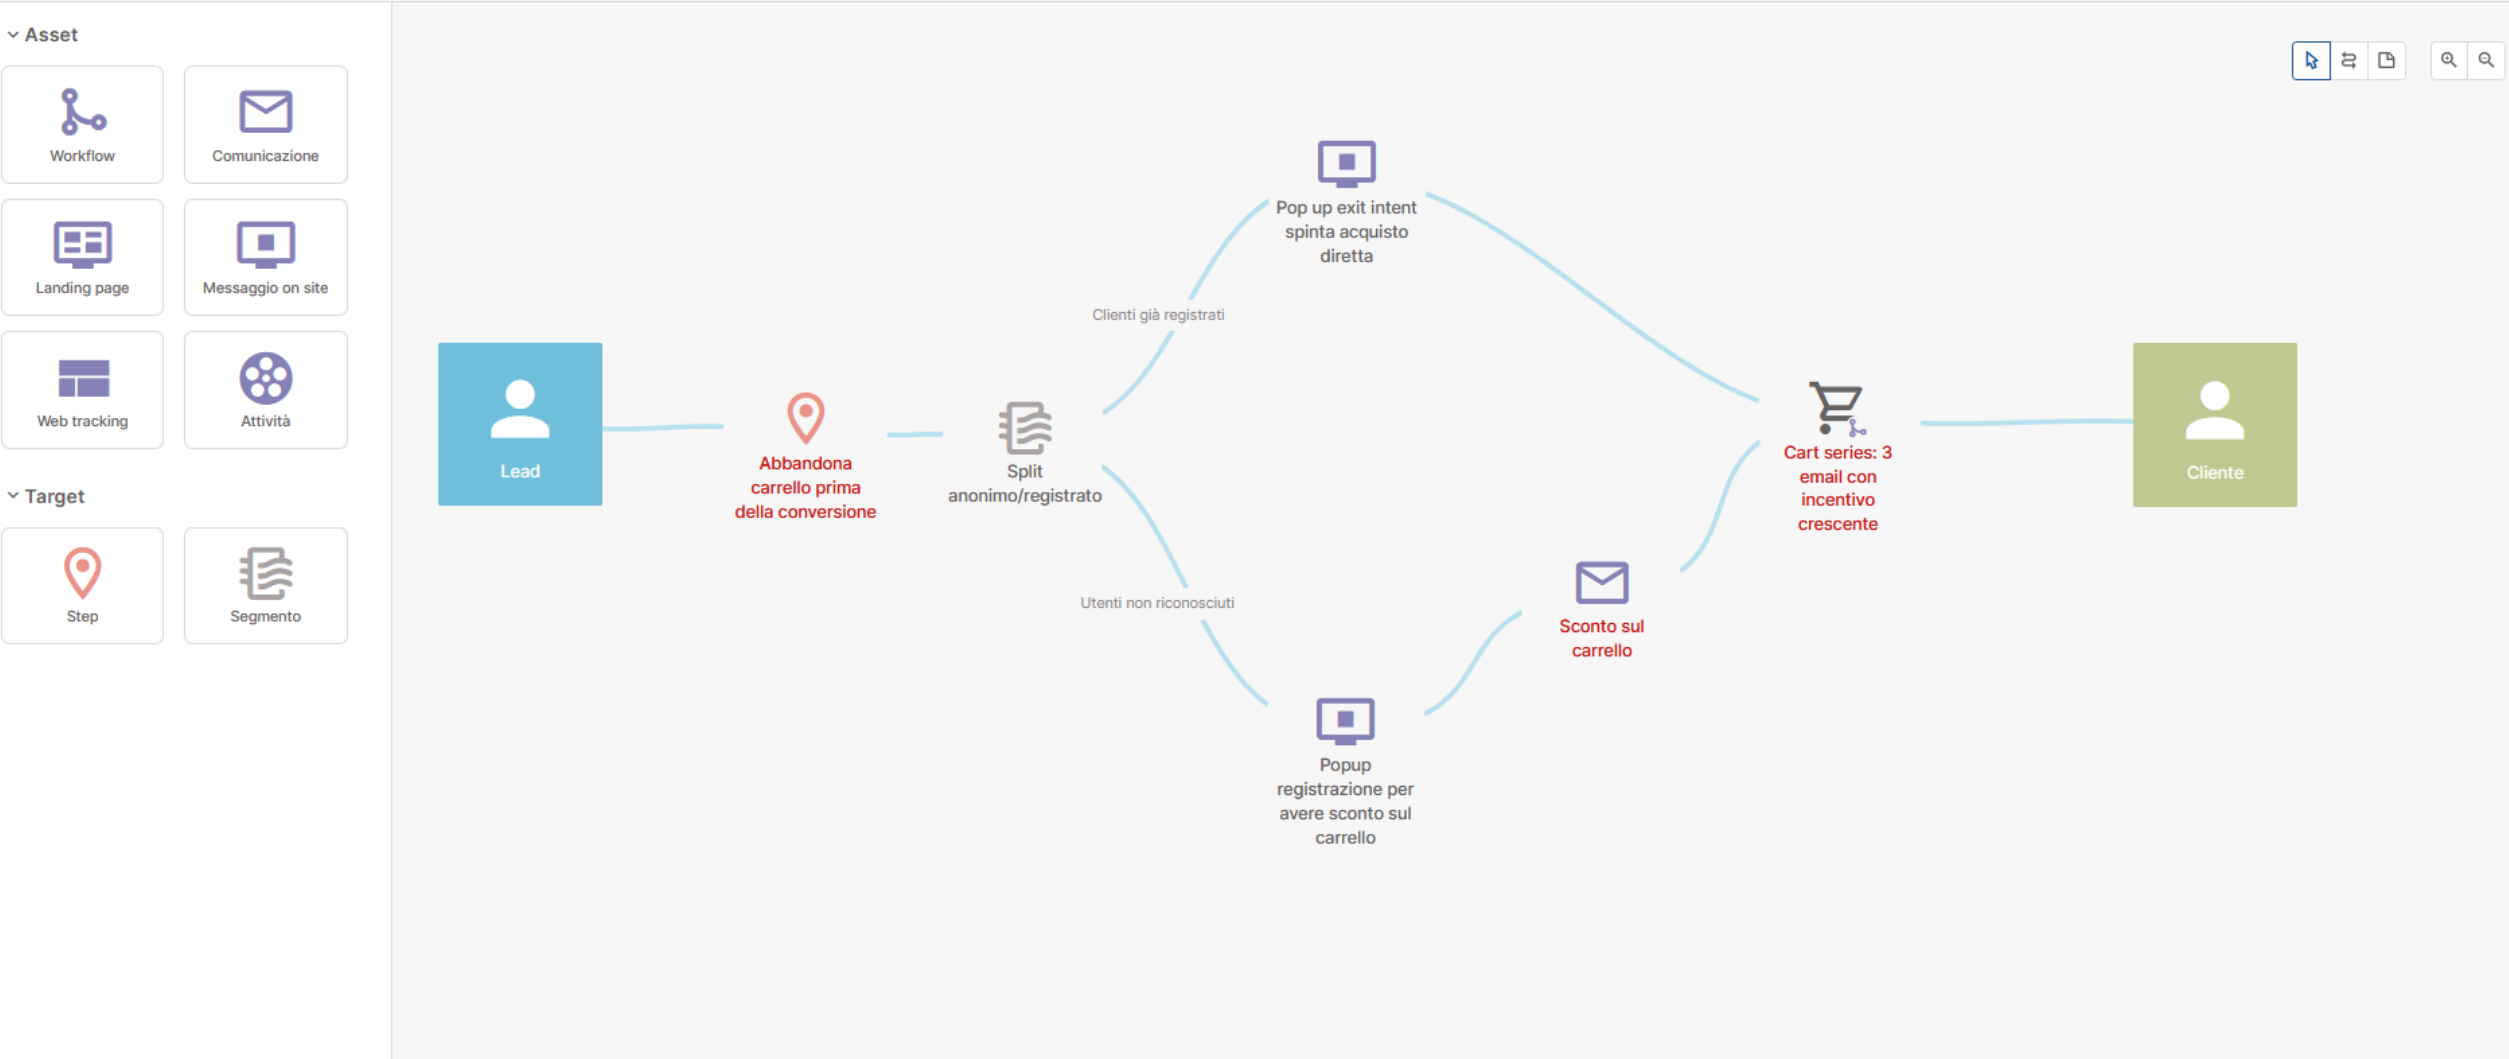 Asset
Workflow
Comunicazione
Landing page
Messaggio on site
Web tracking
Attività
Target
Step
Segmento
Lead
Abbandona
carrello prima
della conversione
Split
anonimo/registrato
Clienti già registrati
Pop up exit intent
spinta acquisto
diretta
Utenti non riconosciuti
Popup
registrazione per
avere sconto sul
carrello
Sconto sul
carrello
Cart series: 3
email con
incentivo
crescente
Cliente